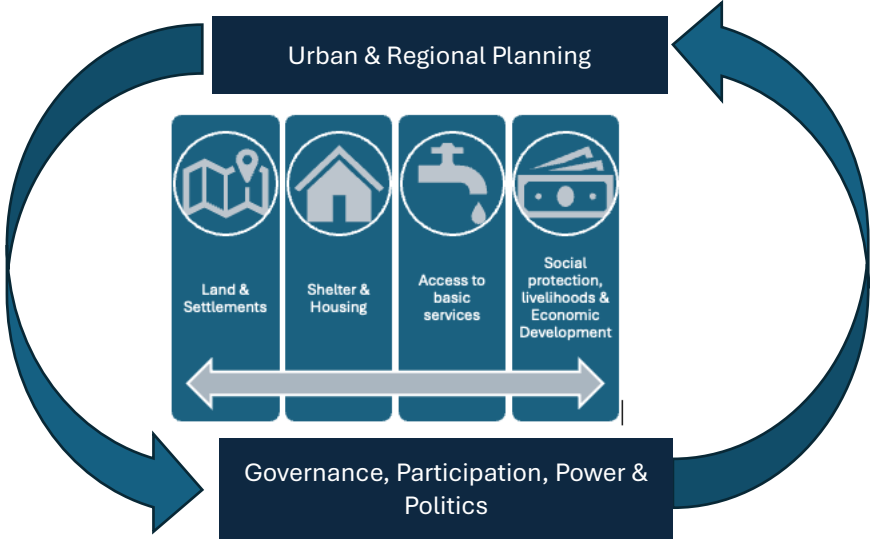 Urban & Regional Planning
Land &
Settlements
Shelter &
Housing
Access to
basic
services
Social
protection,
livelihoods &
Economic
Development
Governance, Participation, Power &
Politics